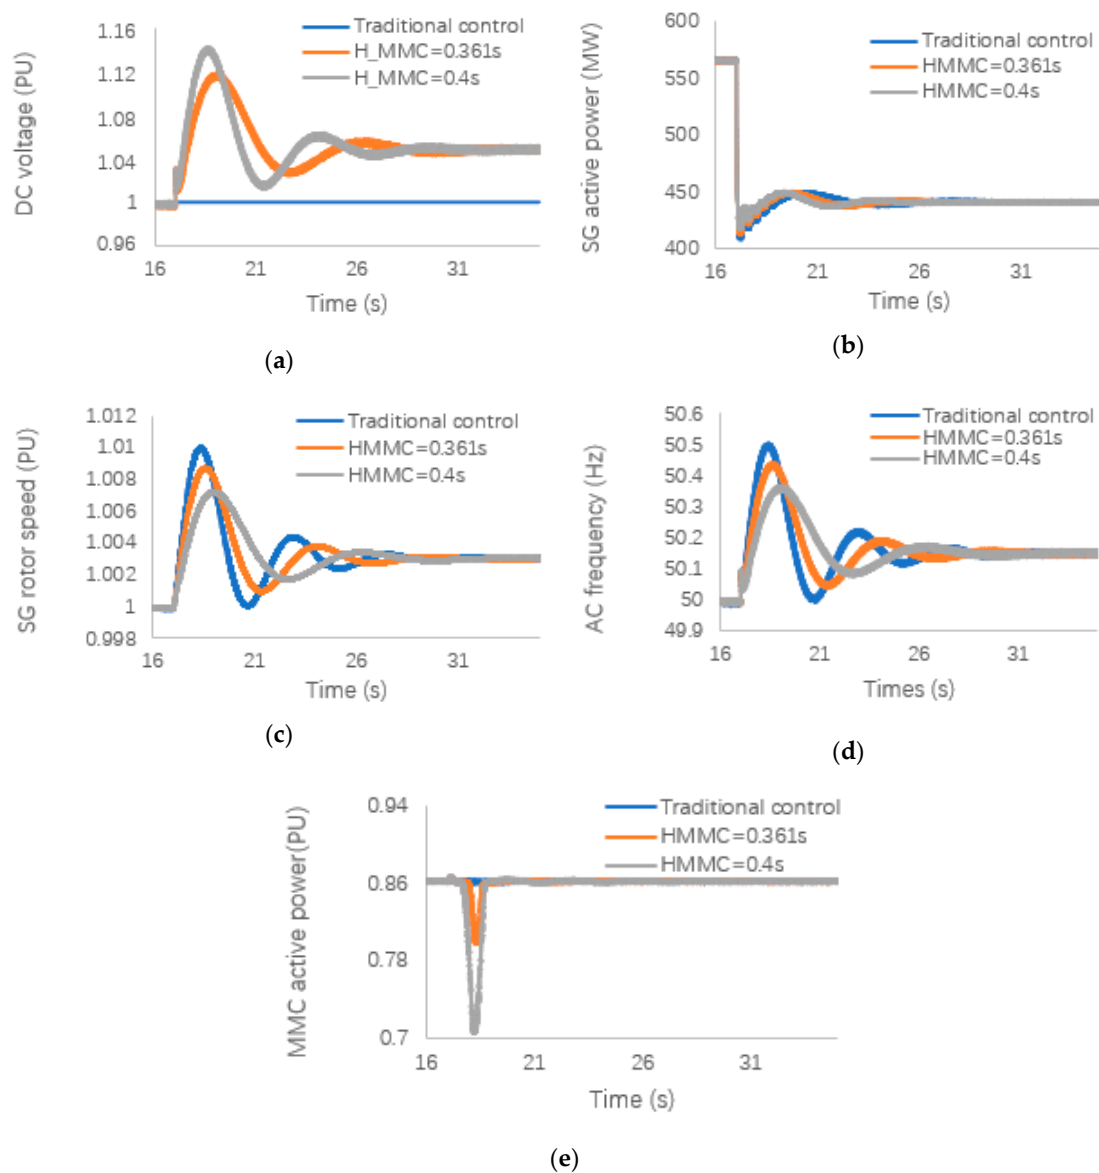 DC voltage (PU)
1.16
1.12
1.08
1.04
1
0.96
Traditional control
H_MMC=0.361s
H_MMC=0.4s
16 21 26 31
Time (s)
(a)
SG active power (MW)
600
550
500
450
400
Traditional control
HMMC=0.361s
HMMC=0.4s
16 21 26 31
Time (s)
(b)
SG rotor speed (PU)
1.012
1.01
1.008
1.006
1.004
1.002
1
0.998
Traditional control
HMMC=0.361s
HMMC=0.4s
16 21 26 31
Time (s)
(c)
AC frequency (Hz)
50.6
50.5
50.4
50.3
50.2
50.1
50
49.9
Traditional control
HMMC=0.361s
HMMC=0.4s
16 21 26 31
Times (s)
(d)
MMC active power(PU)
0.94
0.86
0.78
0.7
Traditional control
HMMC=0.361s
HMMC=0.4s
16 21 26 31
Time (s)
(e)